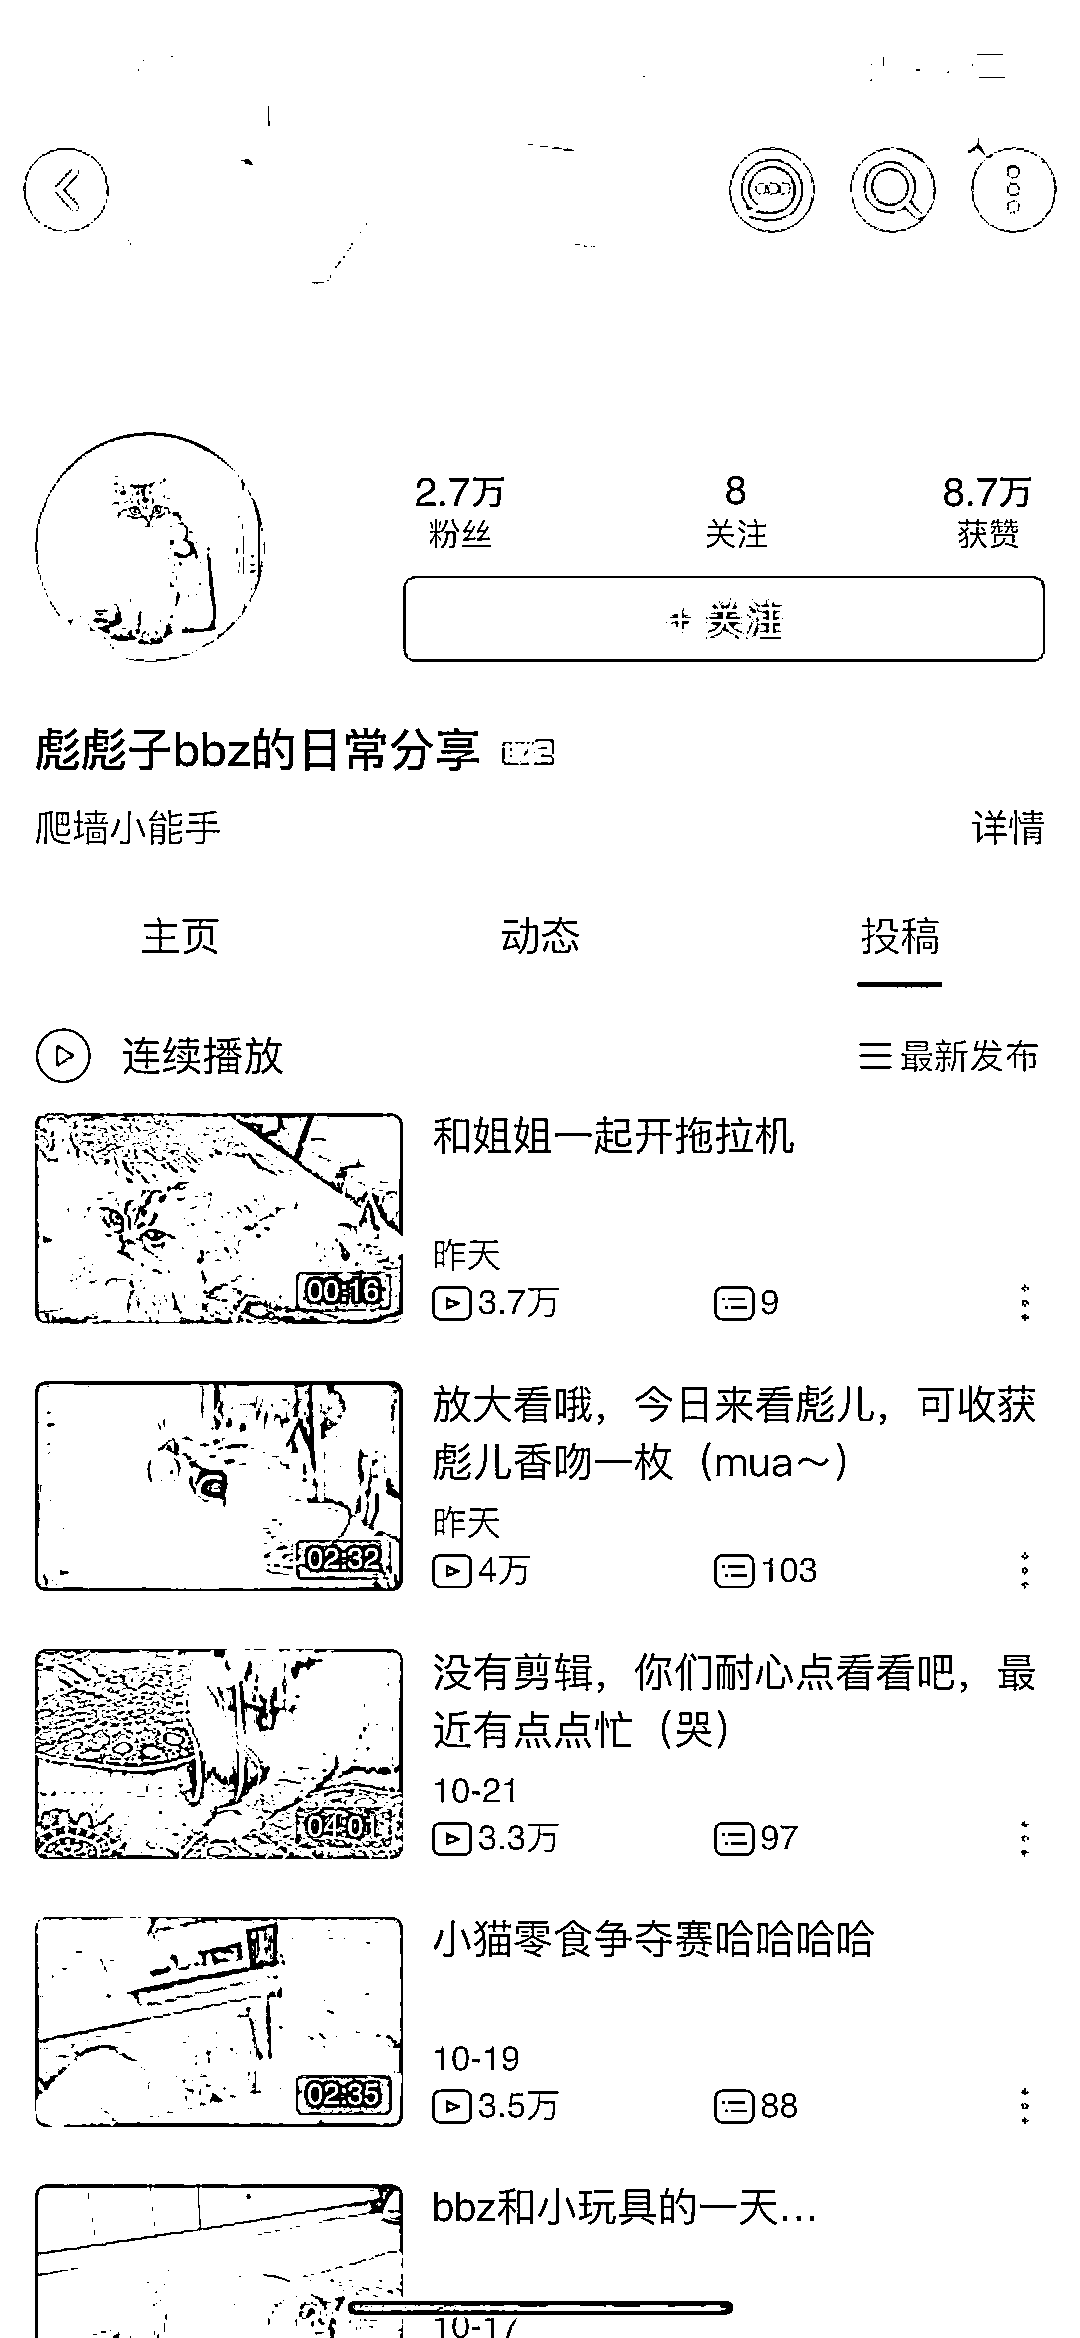 2.7万
粉丝
8
关注
8.7万
获赞
+ 关注
彪彪子bbz的日常分享
爬墙小能手
详情
主页
动态
投稿
连续播放
最新发布
和姐姐一起开拖拉机
昨天
3.7万
9
00:16
放大看哦，今日来看彪儿，可收获
彪儿香吻一枚（mua～）
昨天
4万
103
02:32
没有剪辑，你们耐心点看看吧，最
近有点点忙（哭）
10-21
3.3万
97
04:01
小猫零食争夺赛哈哈哈哈
10-19
3.5万
88
02:35
bbz和小玩具的一天...
10-17